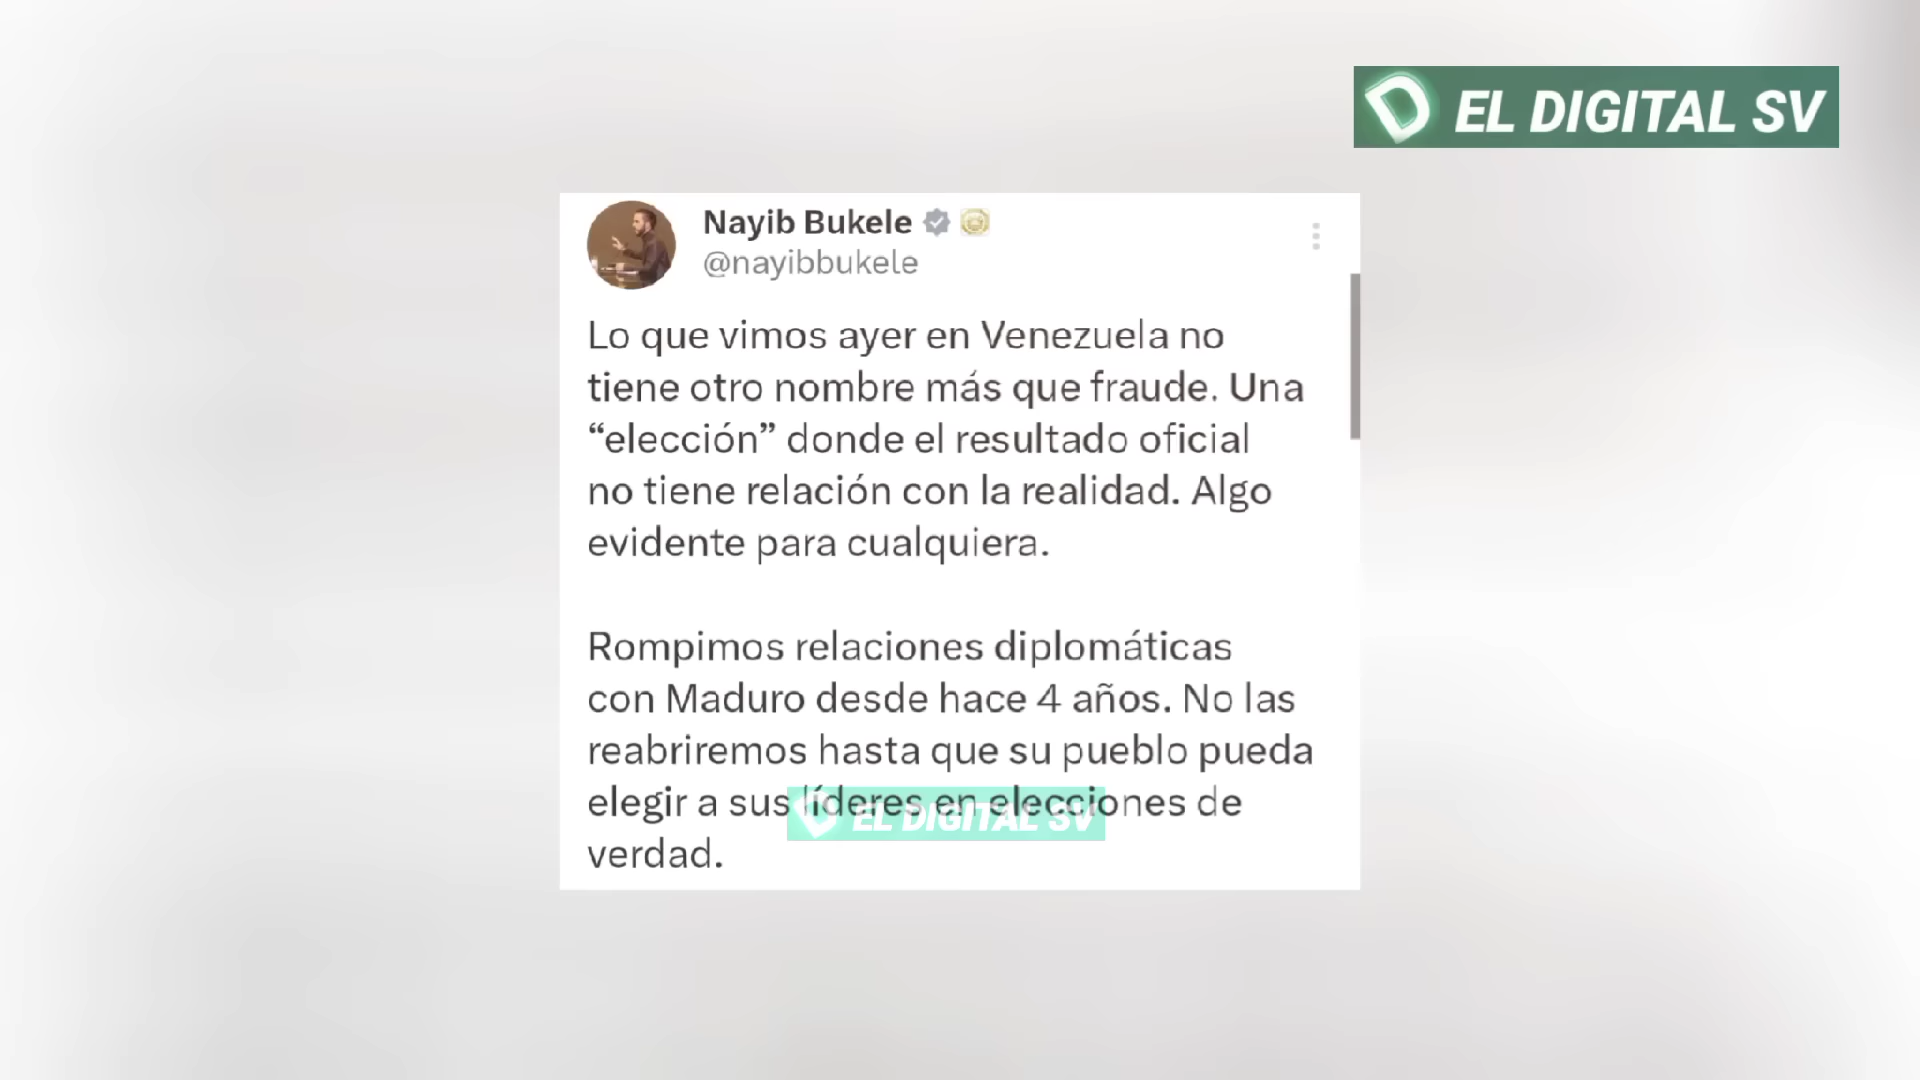 EL DIGITAL SV
Nayib Bukele
@nayibbukele
Lo que vimos ayer en Venezuela no
tiene otro nombre más que fraude. Una
“elección” donde el resultado oficial
no tiene relación con la realidad. Algo
evidente para cualquiera.
Rompimos relaciones diplomáticas
con Maduro desde hace 4 años. No las
reabriremos hasta que su pueblo pueda
elegir a sus líderes en elecciones de
EL DIGITAL SV
verdad.